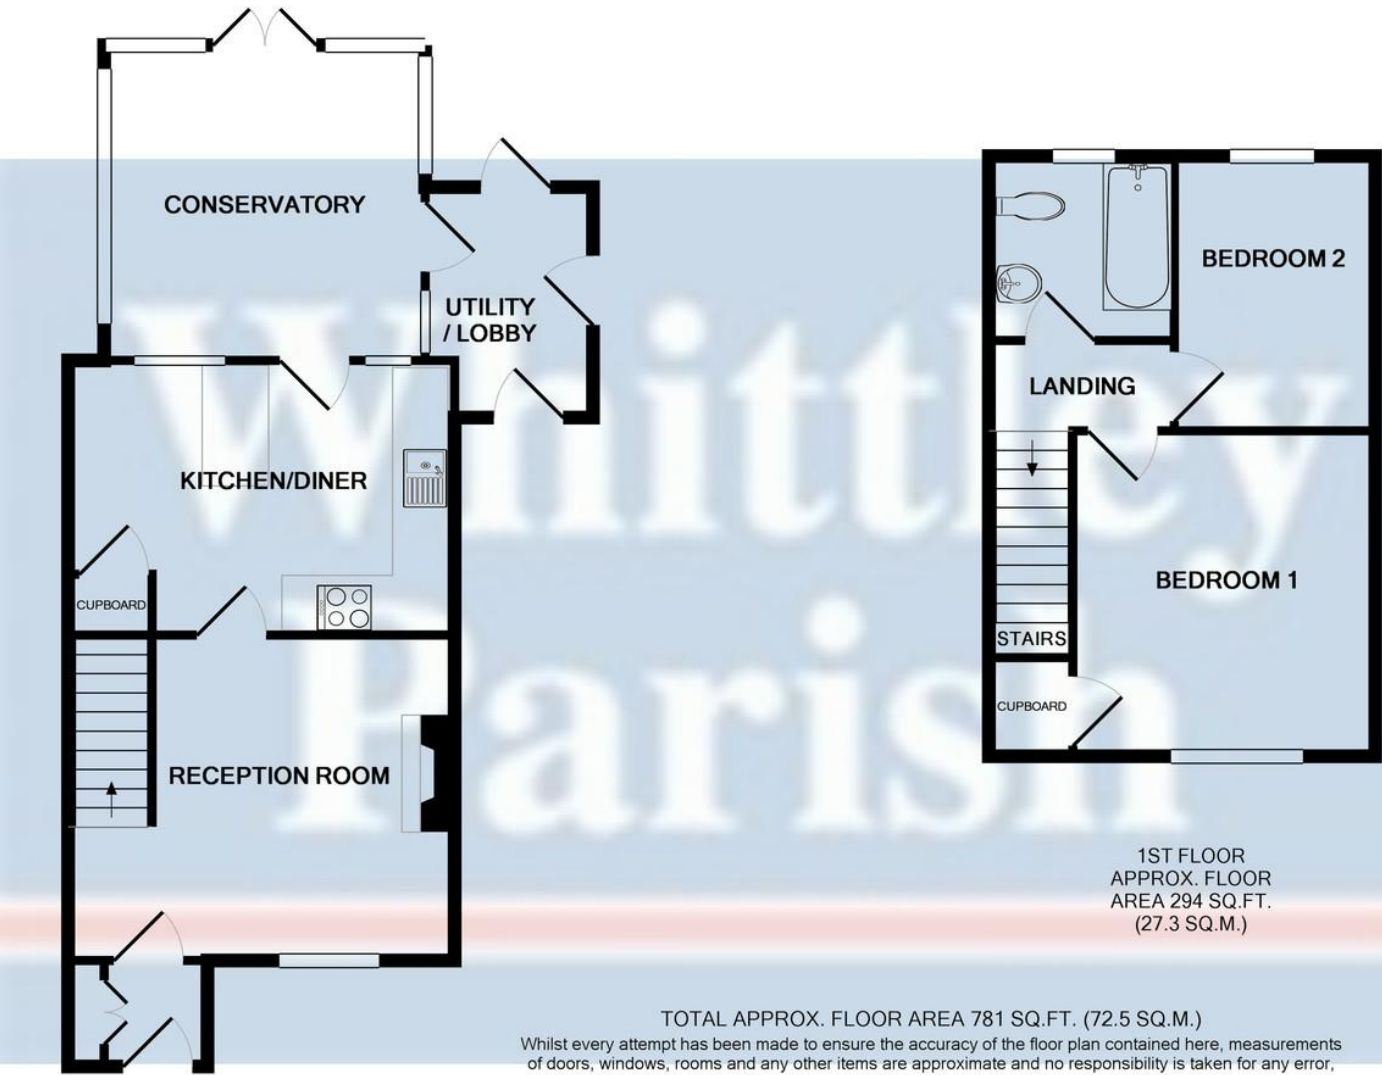 CONSERVATORY
UTILITY
/ LOBBY
KITCHEN/DINER
CUPBOARD
RECEPTION ROOM
BEDROOM 2
LANDING
BEDROOM 1
STAIRS
CUPBOARD
Whittley
Parish
1ST FLOOR
APPROX. FLOOR
AREA 294 SQ.FT.
(27.3 SQ.M.)
TOTAL APPROX. FLOOR AREA 781 SQ.FT. (72.5 SQ.M.)
Whilst every attempt has been made to ensure the accuracy of the floor plan contained here, measurements
of doors, windows, rooms and any other items are approximate and no responsibility is taken for any error,